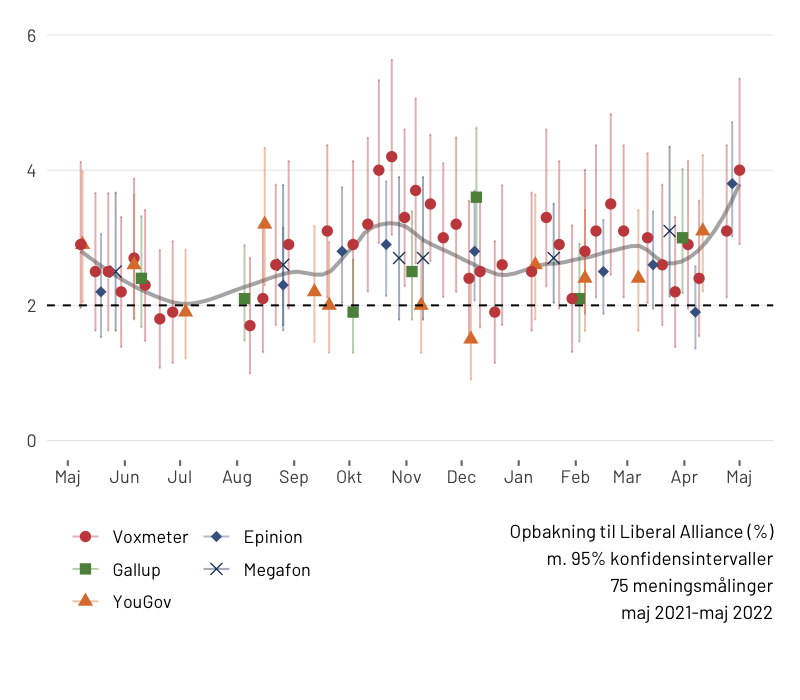 6
4
2
0
Maj Jun Jul Aug Sep Okt Nov Dec Jan Feb Mar Apr Maj
Voxmeter Epinion
Gallup Megafon
YouGov
Opbakning til Liberal Alliance (%)
m. 95% konfidensintervaller
75 meningsmålinger
maj 2021-maj 2022